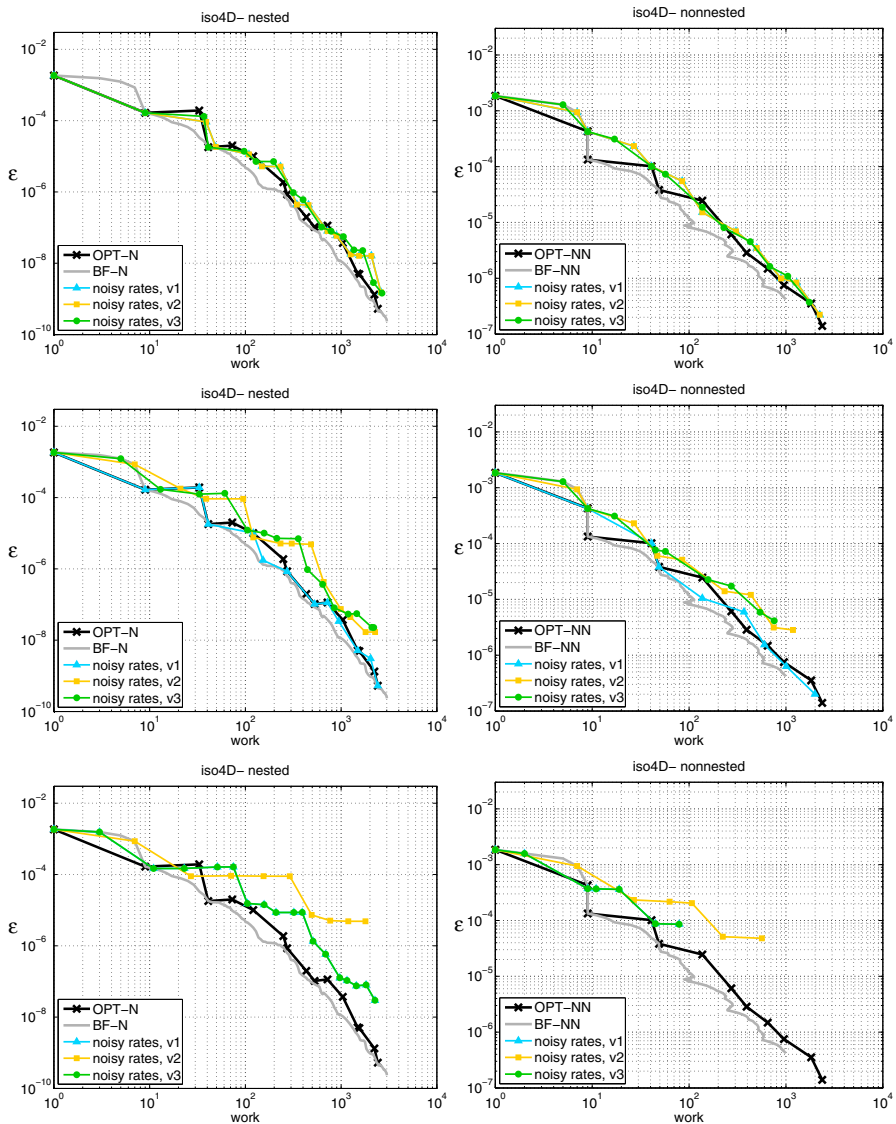 iso4D− nested
10^−2
10^−4
10^−6
10^−8
10^−10
ε
OPT−N
BF−N
noisy rates, v1
noisy rates, v2
noisy rates, v3
10^0
10^1
10^2
10^3
10^4
work
iso4D− nonnested
10^−2
10^−3
10^−4
10^−5
10^−6
10^−7
ε
OPT−NN
BF−NN
noisy rates, v1
noisy rates, v2
noisy rates, v3
10^0
10^1
10^2
10^3
10^4
work
iso4D− nested
10^−2
10^−4
10^−6
10^−8
10^−10
ε
OPT−N
BF−N
noisy rates, v1
noisy rates, v2
noisy rates, v3
10^0
10^1
10^2
10^3
10^4
work
iso4D− nonnested
10^−2
10^−3
10^−4
10^−5
10^−6
10^−7
ε
OPT−NN
BF−NN
noisy rates, v1
noisy rates, v2
noisy rates, v3
10^0
10^1
10^2
10^3
10^4
work
iso4D− nested
10^−2
10^−4
10^−6
10^−8
10^−10
ε
OPT−N
BF−N
noisy rates, v1
noisy rates, v2
noisy rates, v3
10^0
10^1
10^2
10^3
10^4
work
iso4D− nonnested
10^−2
10^−3
10^−4
10^−5
10^−6
10^−7
ε
OPT−NN
BF−NN
noisy rates, v1
noisy rates, v2
noisy rates, v3
10^0
10^1
10^2
10^3
10^4
work